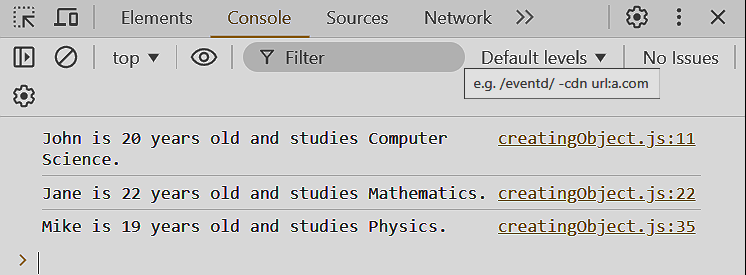 Elements Console Sources Network
top Filter Default levels No Issues
e.g. /eventd/ -cdn url:a.com
John is 20 years old and studies Computer creatingObject.js:11
Science.
Jane is 22 years old and studies Mathematics. creatingObject.js:22
Mike is 19 years old and studies Physics. creatingObject.js:35
>